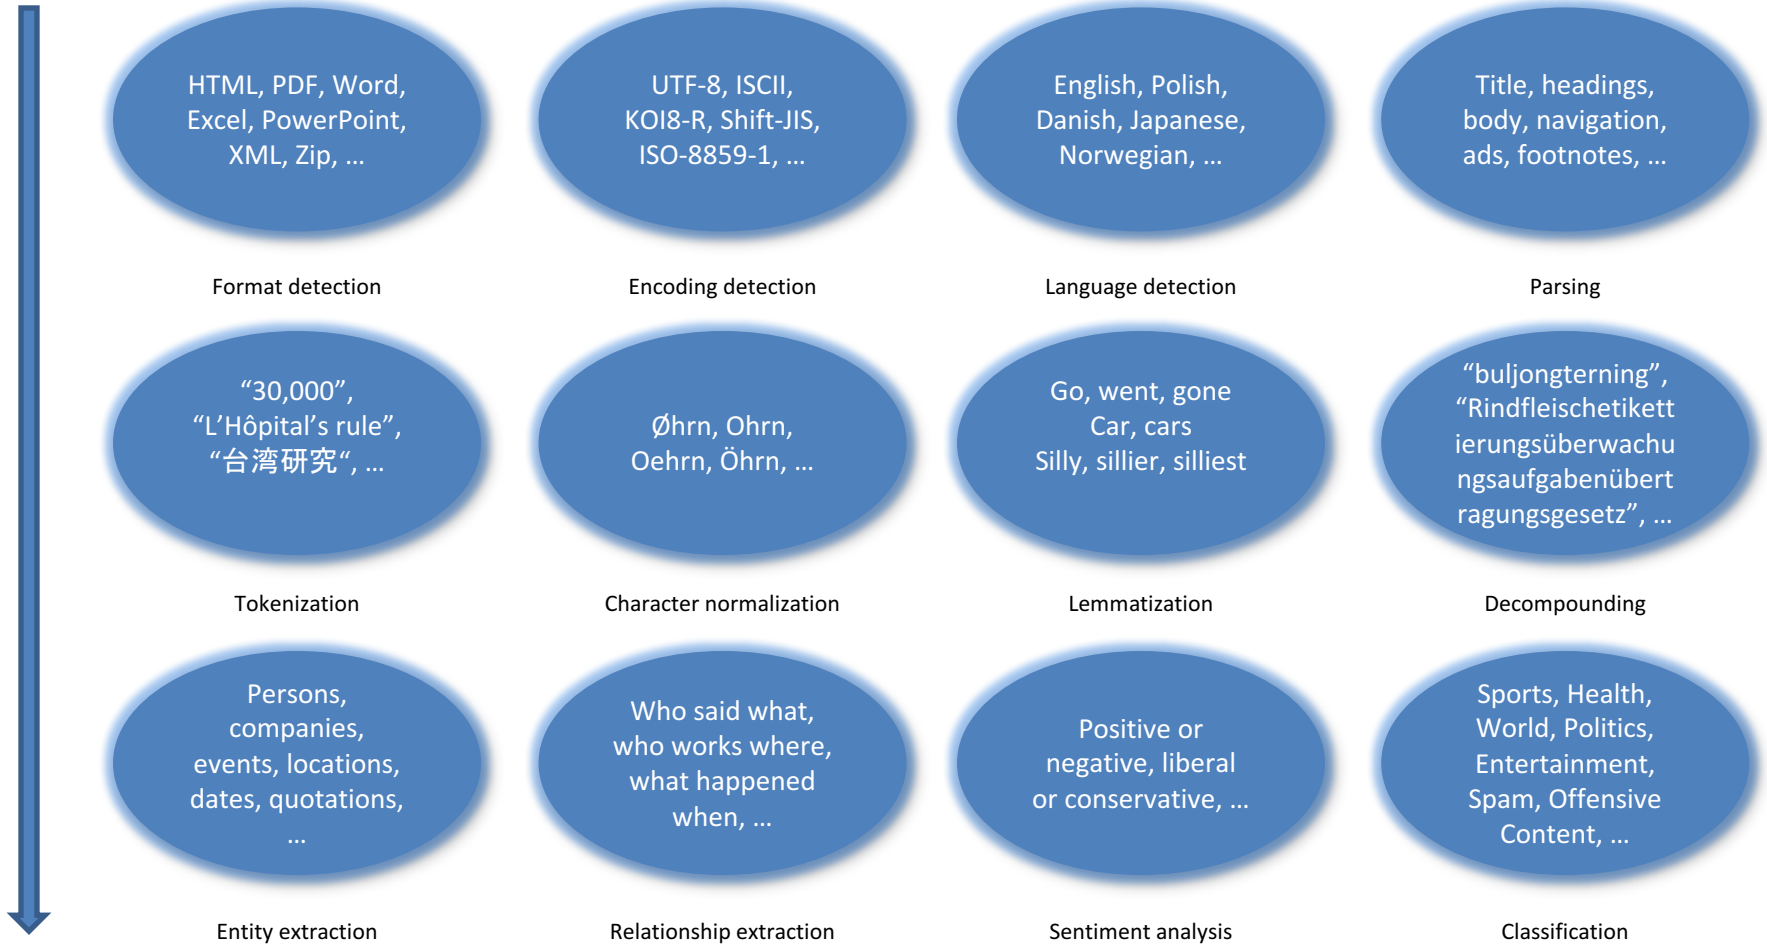 HTML, PDF, Word,
Excel, PowerPoint,
XML, Zip, …
Format detection
UTF-8, ISCII,
KOI8-R, Shift-JIS,
ISO-8859-1, …
Encoding detection
English, Polish,
Danish, Japanese,
Norwegian, …
Language detection
Title, headings,
body, navigation,
ads, footnotes, …
Parsing
“30,000”,
“L’Hôpital’s rule”,
“台湾研究“, …
Tokenization
Øhrn, Ohrn,
Oehrn, Öhrn, …
Character normalization
Go, went, gone
Car, cars
Silly, sillier, silliest
Lemmatization
“buljongterning”,
“Rindfleischetikett
ierungsüberwachu
ngsaufgabenübert
ragungsgesetz”, …
Decompounding
Persons,
companies,
events, locations,
dates, quotations,
…
Entity extraction
Who said what,
who works where,
what happened
when, …
Relationship extraction
Positive or
negative, liberal
or conservative, …
Sentiment analysis
Sports, Health,
World, Politics,
Entertainment,
Spam, Offensive
Content, …
Classification